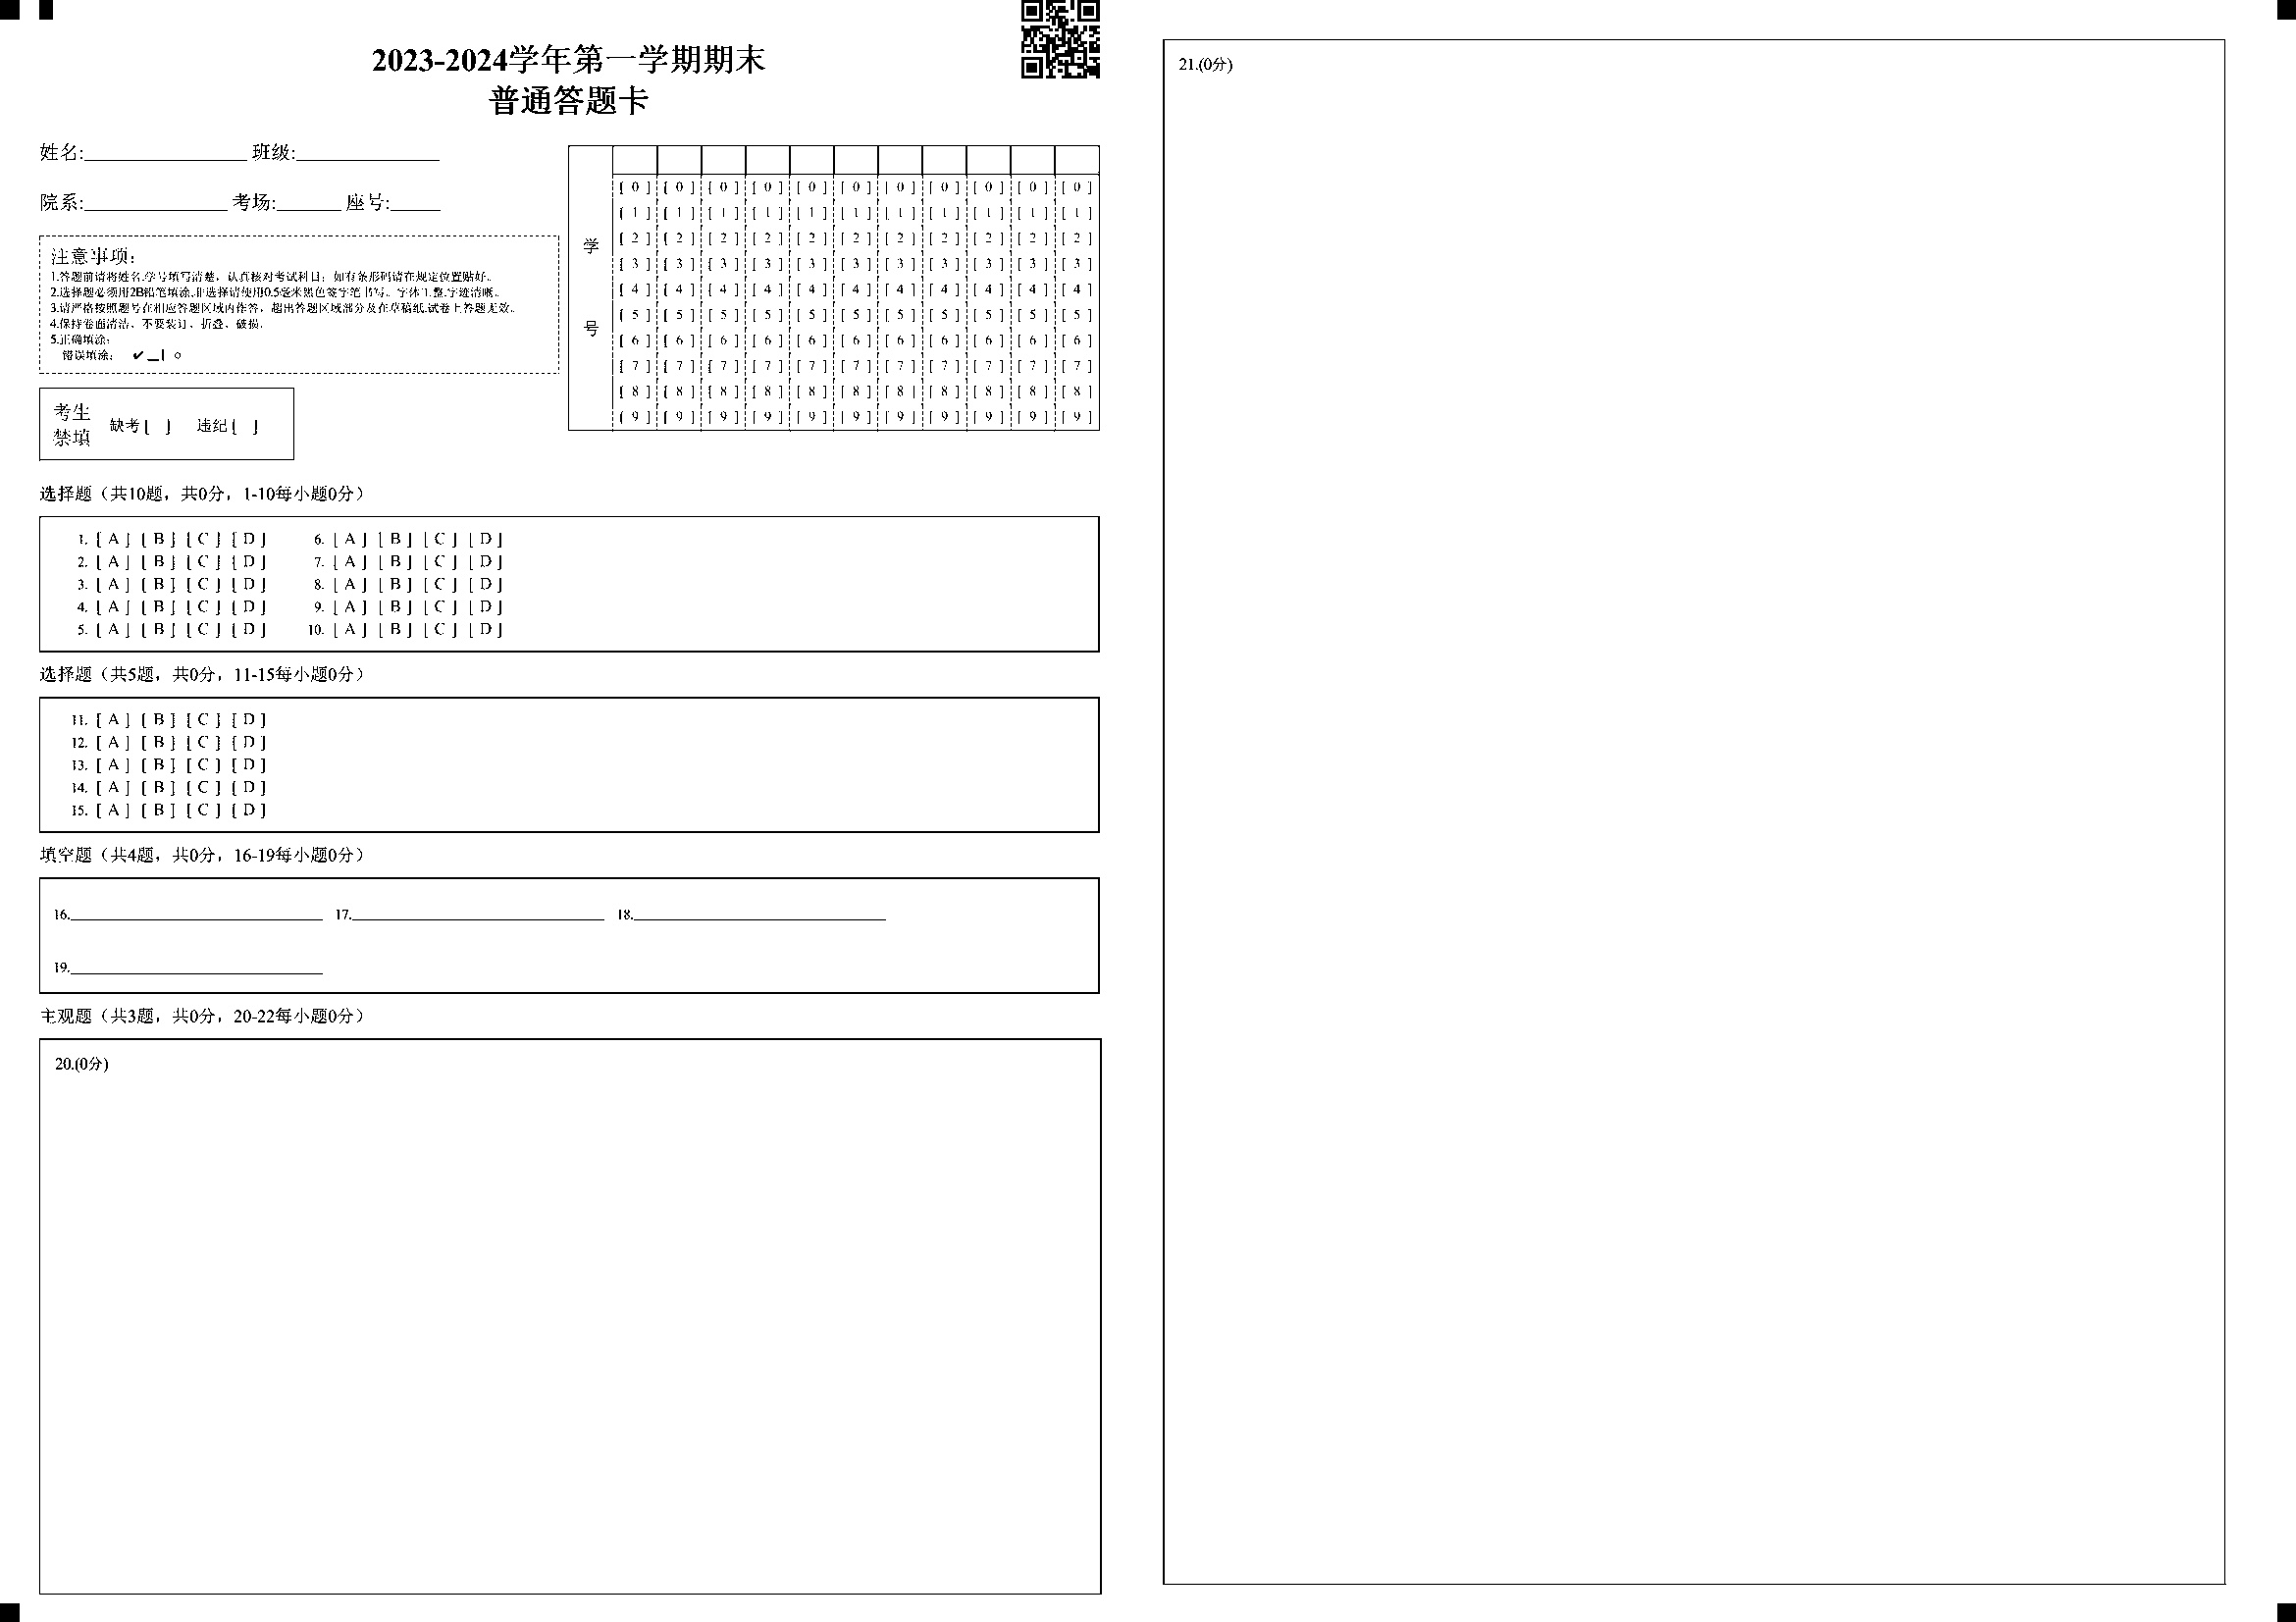 2023-2024学年第一学期期末
普通答题卡
姓名: 班级:
院系: 考场: 座号:
注意事项:
1.答题前请将姓名.学号填写清楚，认真核对考试科目；如有条形码请在规定位置贴好。
2.选择题必须用2B铅笔填涂,非选择请使用0.5毫米黑色签字笔书写。字体工整.字迹清晰。
3.请严格按照题号在相应答题区域内作答，超出答题区域部分及在草稿纸.试卷上答题无效。
4.保持卷面清洁、不要装订、折叠、破损.
5.正确填涂:
错误填涂: ✔
考生
禁填
缺考 [ ] 违纪 [ ]
学
号
[ 0 ] [ 0 ] [ 0 ] [ 0 ] [ 0 ] [ 0 ] [ 0 ] [ 0 ] [ 0 ] [ 0 ] [ 0 ]
[ 1 ] [ 1 ] [ 1 ] [ 1 ] [ 1 ] [ 1 ] [ 1 ] [ 1 ] [ 1 ] [ 1 ] [ 1 ]
[ 2 ] [ 2 ] [ 2 ] [ 2 ] [ 2 ] [ 2 ] [ 2 ] [ 2 ] [ 2 ] [ 2 ] [ 2 ]
[ 3 ] [ 3 ] [ 3 ] [ 3 ] [ 3 ] [ 3 ] [ 3 ] [ 3 ] [ 3 ] [ 3 ] [ 3 ]
[ 4 ] [ 4 ] [ 4 ] [ 4 ] [ 4 ] [ 4 ] [ 4 ] [ 4 ] [ 4 ] [ 4 ] [ 4 ]
[ 5 ] [ 5 ] [ 5 ] [ 5 ] [ 5 ] [ 5 ] [ 5 ] [ 5 ] [ 5 ] [ 5 ] [ 5 ]
[ 6 ] [ 6 ] [ 6 ] [ 6 ] [ 6 ] [ 6 ] [ 6 ] [ 6 ] [ 6 ] [ 6 ] [ 6 ]
[ 7 ] [ 7 ] [ 7 ] [ 7 ] [ 7 ] [ 7 ] [ 7 ] [ 7 ] [ 7 ] [ 7 ] [ 7 ]
[ 8 ] [ 8 ] [ 8 ] [ 8 ] [ 8 ] [ 8 ] [ 8 ] [ 8 ] [ 8 ] [ 8 ] [ 8 ]
[ 9 ] [ 9 ] [ 9 ] [ 9 ] [ 9 ] [ 9 ] [ 9 ] [ 9 ] [ 9 ] [ 9 ] [ 9 ]
选择题（共10题，共0分，1-10每小题0分）
1. [ A ] [ B ] [ C ] [ D ] 6. [ A ] [ B ] [ C ] [ D ]
2. [ A ] [ B ] [ C ] [ D ] 7. [ A ] [ B ] [ C ] [ D ]
3. [ A ] [ B ] [ C ] [ D ] 8. [ A ] [ B ] [ C ] [ D ]
4. [ A ] [ B ] [ C ] [ D ] 9. [ A ] [ B ] [ C ] [ D ]
5. [ A ] [ B ] [ C ] [ D ] 10. [ A ] [ B ] [ C ] [ D ]
选择题（共5题，共0分，11-15每小题0分）
11. [ A ] [ B ] [ C ] [ D ]
12. [ A ] [ B ] [ C ] [ D ]
13. [ A ] [ B ] [ C ] [ D ]
14. [ A ] [ B ] [ C ] [ D ]
15. [ A ] [ B ] [ C ] [ D ]
填空题（共4题，共0分，16-19每小题0分）
16. 17. 18.
19.
主观题（共3题，共0分，20-22每小题0分）
20.(0分)
21.(0分)